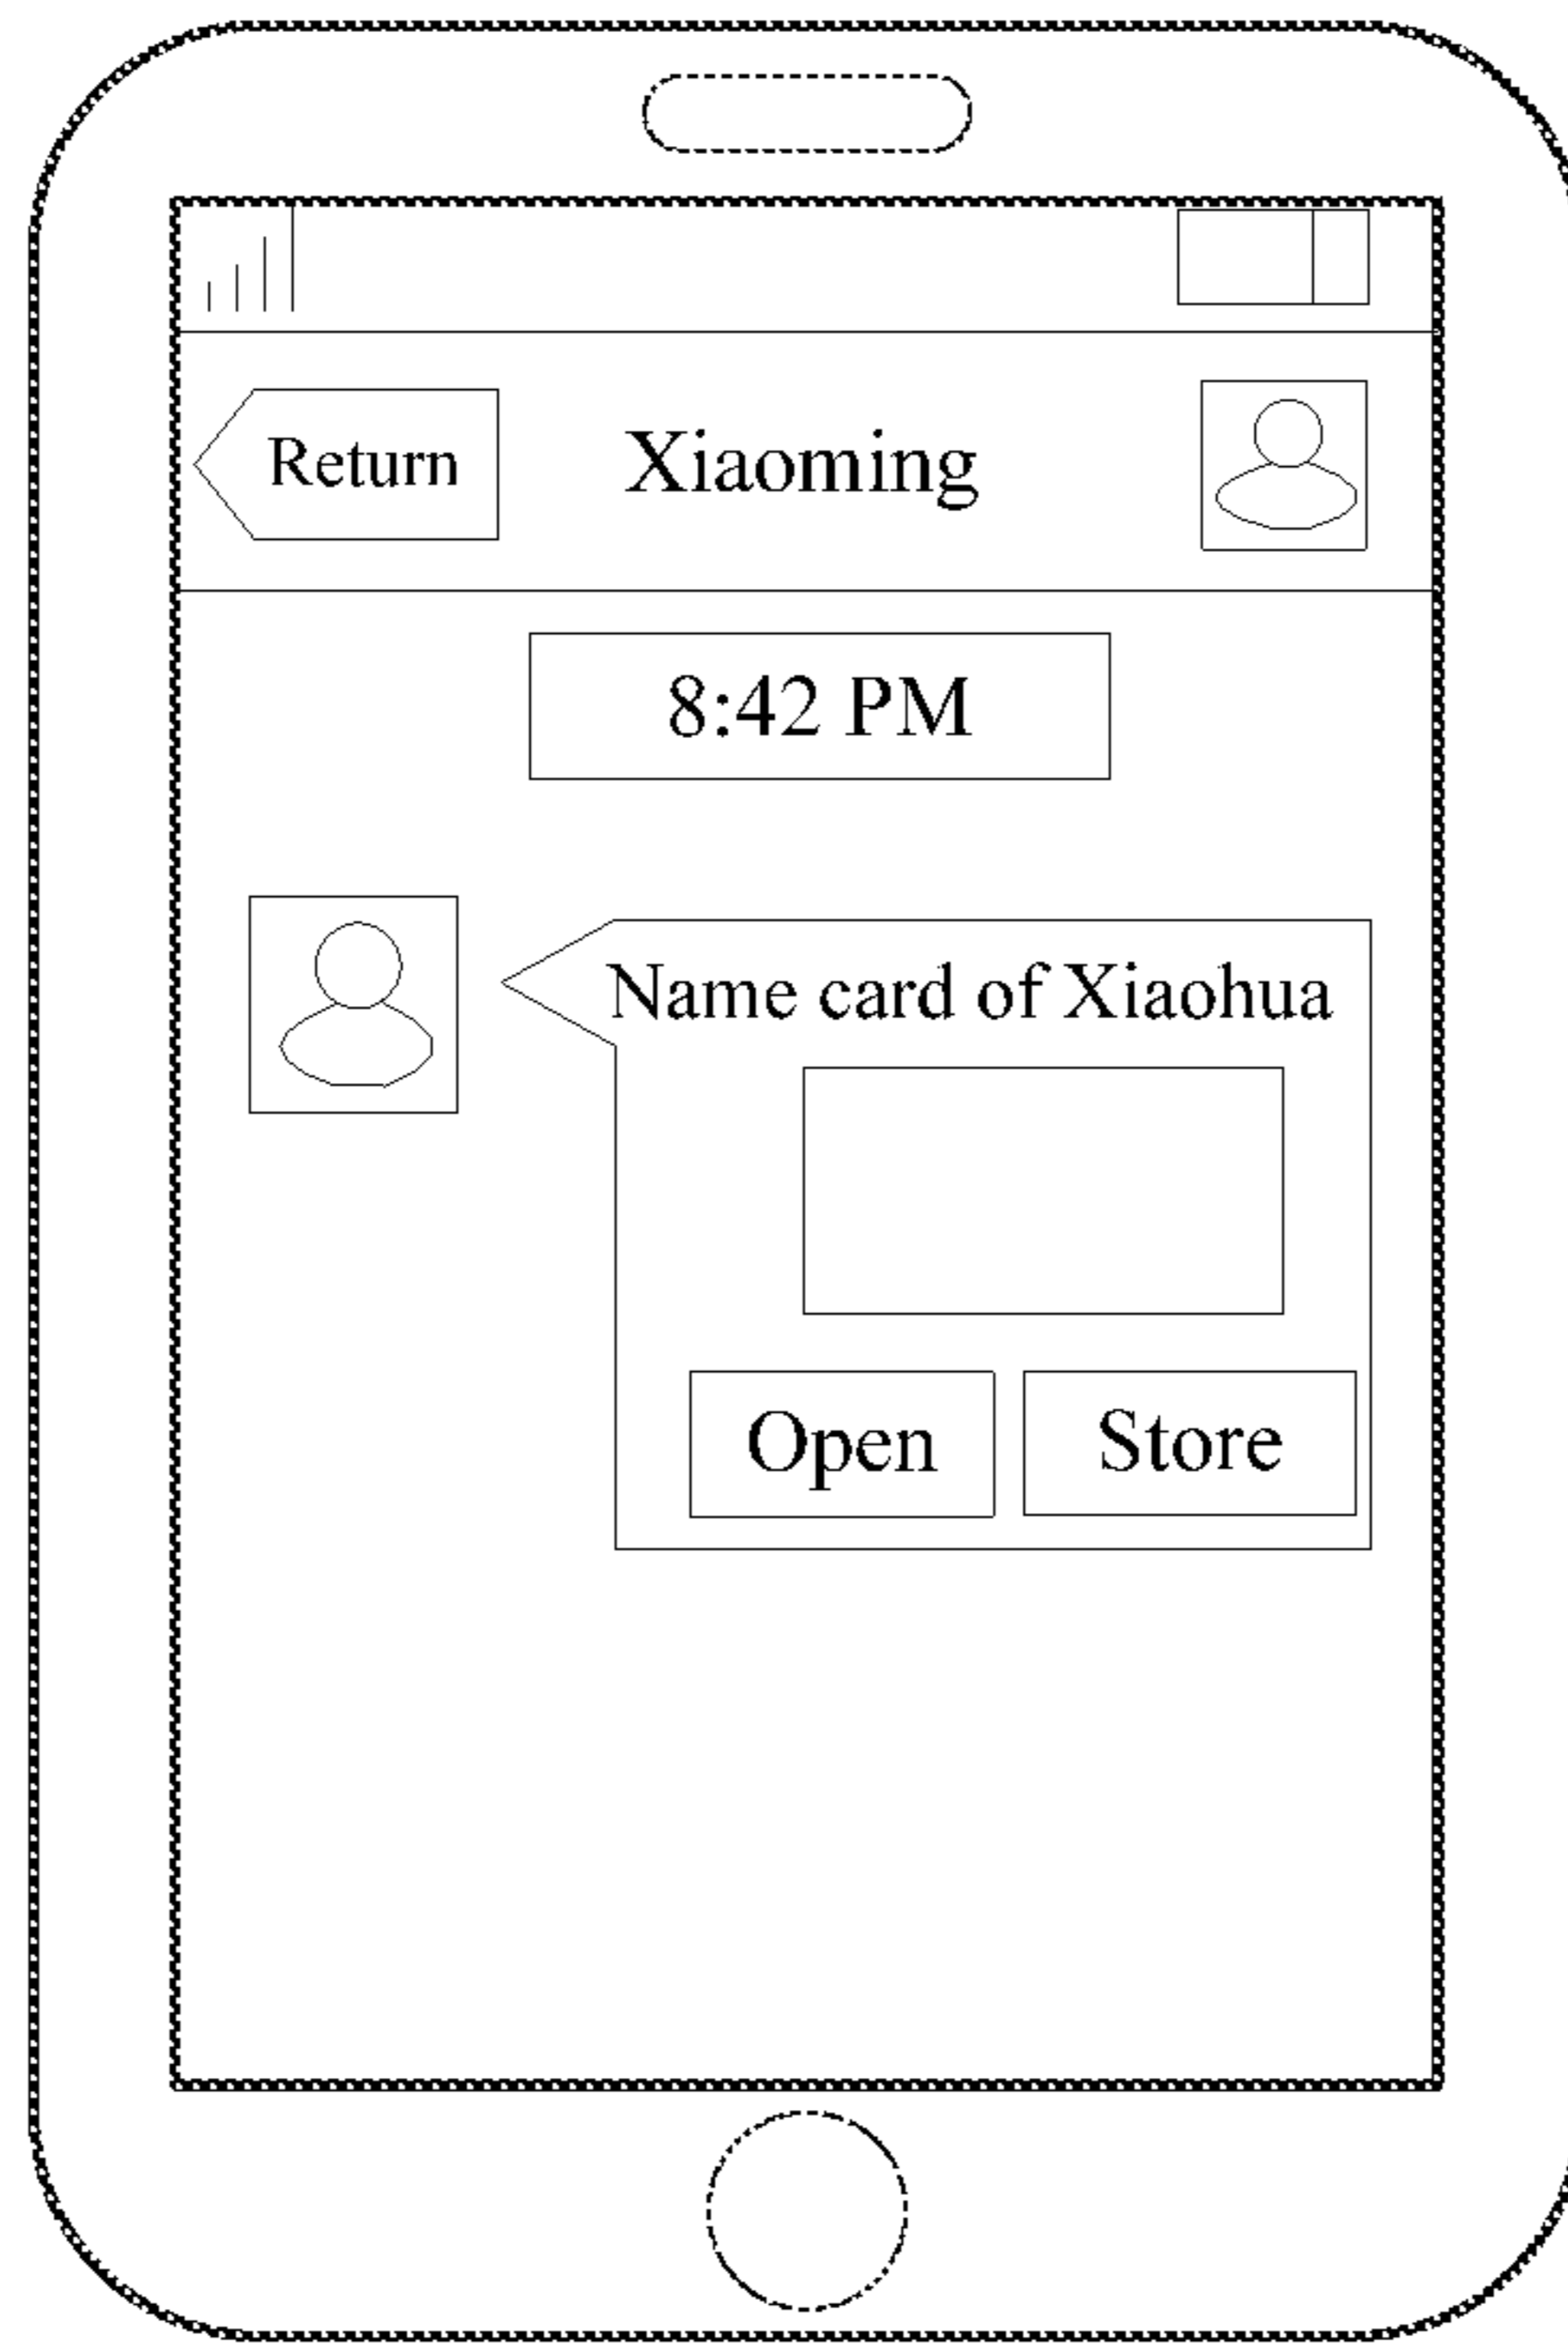 Return
Xiaoming
8:42 PM
Name card of Xiaohua
Open
Store